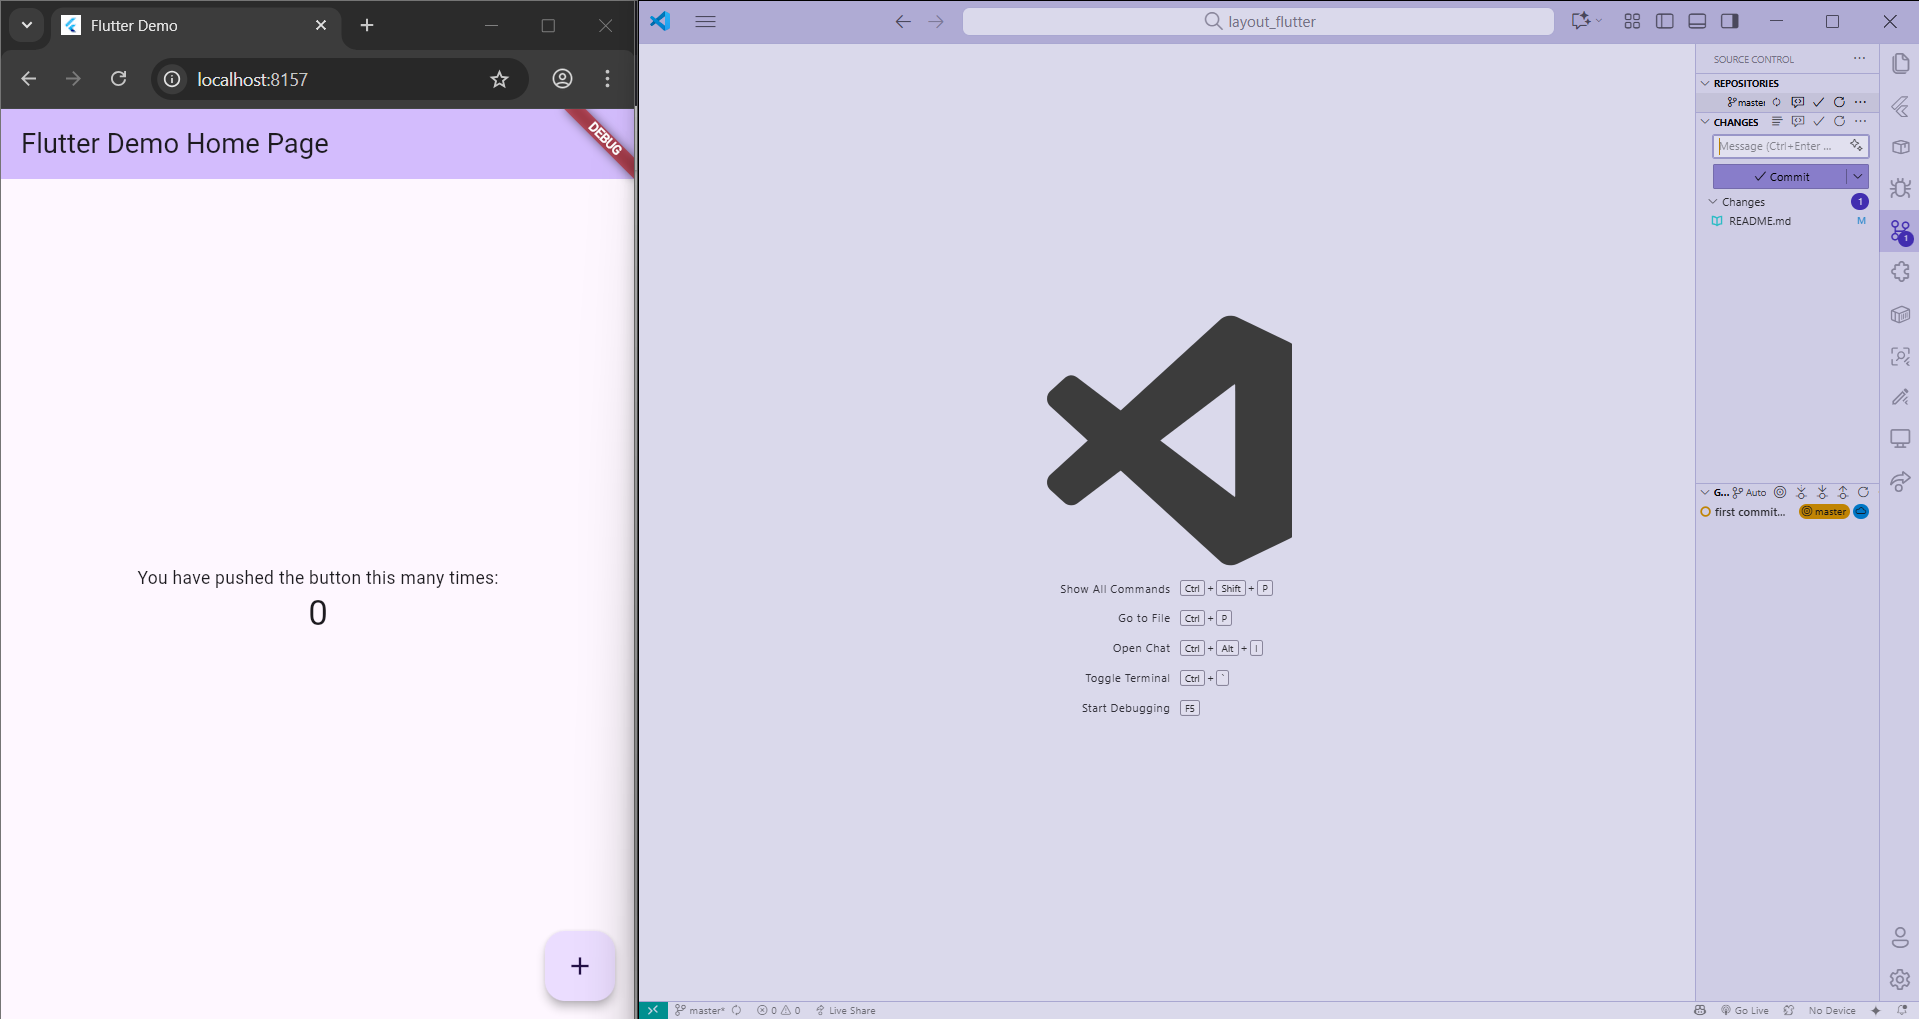 Flutter Demo
localhost:8157
Flutter Demo Home Page
DEBUG
You have pushed the button this many times:
0
layout_flutter
SOURCE CONTROL
REPOSITORIES
master
CHANGES
Message (Ctrl+Enter ...
Commit
Changes 1
README.md M
1
G... Auto
first commit... master
Show All Commands Ctrl + Shift + P
Go to File Ctrl + P
Open Chat Ctrl + Alt + I
Toggle Terminal Ctrl + `
Start Debugging F5
master* 0 0 Live Share
Go Live No Device